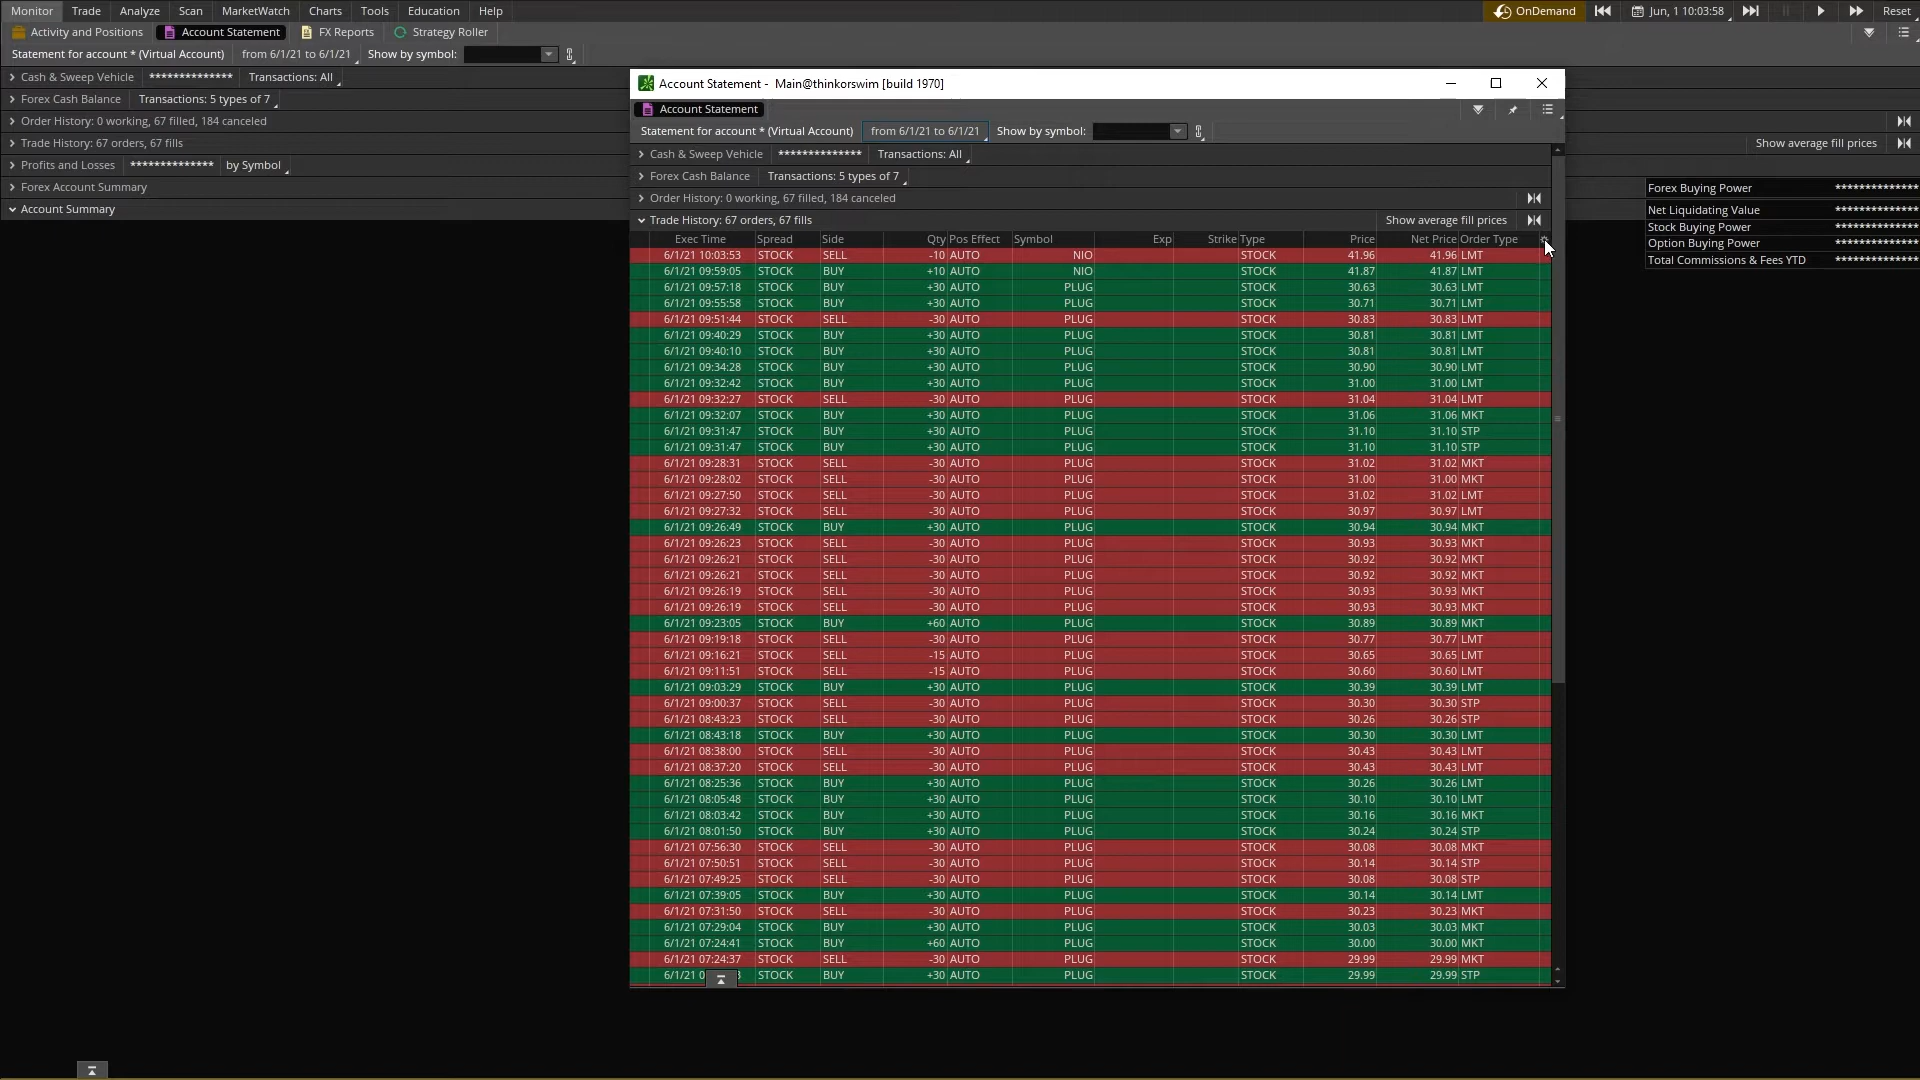 Monitor Trade Analyze Scan MarketWatch Charts Tools Education Help OnDemand Jun, 1 10:03:58 Reset
Activity and Positions Account Statement FX Reports Strategy Roller
Statement for account * (Virtual Account) from 6/1/21 to 6/1/21 Show by symbol:
Cash & Sweep Vehicle ************** Transactions: All
Forex Cash Balance Transactions: 5 types of 7
Order History: 0 working, 67 filled, 184 canceled
Trade History: 67 orders, 67 fills
Show average fill prices
Profits and Losses ************** by Symbol
Forex Account Summary
Account Summary
Forex Buying Power **************
Net Liquidating Value **************
Stock Buying Power **************
Option Buying Power **************
Total Commissions & Fees YTD **************
Account Statement - Main@thinkorswim [build 1970]
Account Statement
Statement for account * (Virtual Account) from 6/1/21 to 6/1/21 Show by symbol:
Cash & Sweep Vehicle ************** Transactions: All
Forex Cash Balance Transactions: 5 types of 7
Order History: 0 working, 67 filled, 184 canceled
Trade History: 67 orders, 67 fills Show average fill prices
Exec Time Spread Side Qty Pos Effect Symbol Exp Strike Type Price Net Price Order Type
6/1/21 10:03:53 STOCK SELL -10 AUTO NIO STOCK 41.96 41.96 LMT
6/1/21 09:59:05 STOCK BUY +10 AUTO NIO STOCK 41.87 41.87 LMT
6/1/21 09:57:18 STOCK BUY +30 AUTO PLUG STOCK 30.63 30.63 LMT
6/1/21 09:55:58 STOCK BUY +30 AUTO PLUG STOCK 30.71 30.71 LMT
6/1/21 09:51:44 STOCK SELL -30 AUTO PLUG STOCK 30.83 30.83 LMT
6/1/21 09:40:29 STOCK BUY +30 AUTO PLUG STOCK 30.81 30.81 LMT
6/1/21 09:40:10 STOCK BUY +30 AUTO PLUG STOCK 30.81 30.81 LMT
6/1/21 09:34:28 STOCK BUY +30 AUTO PLUG STOCK 30.90 30.90 LMT
6/1/21 09:32:42 STOCK BUY +30 AUTO PLUG STOCK 31.00 31.00 LMT
6/1/21 09:32:27 STOCK SELL -30 AUTO PLUG STOCK 31.04 31.04 LMT
6/1/21 09:32:07 STOCK BUY +30 AUTO PLUG STOCK 31.06 31.06 MKT
6/1/21 09:31:47 STOCK BUY +30 AUTO PLUG STOCK 31.10 31.10 STP
6/1/21 09:31:47 STOCK BUY +30 AUTO PLUG STOCK 31.10 31.10 STP
6/1/21 09:28:31 STOCK SELL -30 AUTO PLUG STOCK 31.02 31.02 MKT
6/1/21 09:28:02 STOCK SELL -30 AUTO PLUG STOCK 31.00 31.00 MKT
6/1/21 09:27:50 STOCK SELL -30 AUTO PLUG STOCK 31.02 31.02 LMT
6/1/21 09:27:32 STOCK SELL -30 AUTO PLUG STOCK 30.97 30.97 LMT
6/1/21 09:26:49 STOCK BUY +30 AUTO PLUG STOCK 30.94 30.94 MKT
6/1/21 09:26:23 STOCK SELL -30 AUTO PLUG STOCK 30.93 30.93 MKT
6/1/21 09:26:21 STOCK SELL -30 AUTO PLUG STOCK 30.92 30.92 MKT
6/1/21 09:26:21 STOCK SELL -30 AUTO PLUG STOCK 30.92 30.92 MKT
6/1/21 09:26:19 STOCK SELL -30 AUTO PLUG STOCK 30.93 30.93 MKT
6/1/21 09:26:19 STOCK SELL -30 AUTO PLUG STOCK 30.93 30.93 MKT
6/1/21 09:23:05 STOCK BUY +60 AUTO PLUG STOCK 30.89 30.89 MKT
6/1/21 09:19:18 STOCK SELL -30 AUTO PLUG STOCK 30.77 30.77 LMT
6/1/21 09:16:21 STOCK SELL -15 AUTO PLUG STOCK 30.65 30.65 LMT
6/1/21 09:11:51 STOCK SELL -15 AUTO PLUG STOCK 30.60 30.60 LMT
6/1/21 09:03:29 STOCK BUY +30 AUTO PLUG STOCK 30.39 30.39 LMT
6/1/21 09:00:37 STOCK SELL -30 AUTO PLUG STOCK 30.30 30.30 STP
6/1/21 08:43:23 STOCK SELL -30 AUTO PLUG STOCK 30.26 30.26 STP
6/1/21 08:43:18 STOCK BUY +30 AUTO PLUG STOCK 30.30 30.30 LMT
6/1/21 08:38:00 STOCK SELL -30 AUTO PLUG STOCK 30.43 30.43 LMT
6/1/21 08:37:20 STOCK SELL -30 AUTO PLUG STOCK 30.43 30.43 LMT
6/1/21 08:25:36 STOCK BUY +30 AUTO PLUG STOCK 30.26 30.26 LMT
6/1/21 08:05:48 STOCK BUY +30 AUTO PLUG STOCK 30.10 30.10 LMT
6/1/21 08:03:42 STOCK BUY +30 AUTO PLUG STOCK 30.16 30.16 MKT
6/1/21 08:01:50 STOCK BUY +30 AUTO PLUG STOCK 30.24 30.24 STP
6/1/21 07:56:30 STOCK SELL -30 AUTO PLUG STOCK 30.08 30.08 MKT
6/1/21 07:50:51 STOCK SELL -30 AUTO PLUG STOCK 30.14 30.14 STP
6/1/21 07:49:25 STOCK SELL -30 AUTO PLUG STOCK 30.08 30.08 STP
6/1/21 07:39:05 STOCK BUY +30 AUTO PLUG STOCK 30.14 30.14 LMT
6/1/21 07:31:50 STOCK SELL -30 AUTO PLUG STOCK 30.23 30.23 MKT
6/1/21 07:29:04 STOCK BUY +30 AUTO PLUG STOCK 30.03 30.03 MKT
6/1/21 07:24:41 STOCK BUY +60 AUTO PLUG STOCK 30.00 30.00 MKT
6/1/21 07:24:37 STOCK SELL -30 AUTO PLUG STOCK 29.99 29.99 MKT
6/1/21 STOCK BUY +30 AUTO PLUG STOCK 29.99 29.99 STP